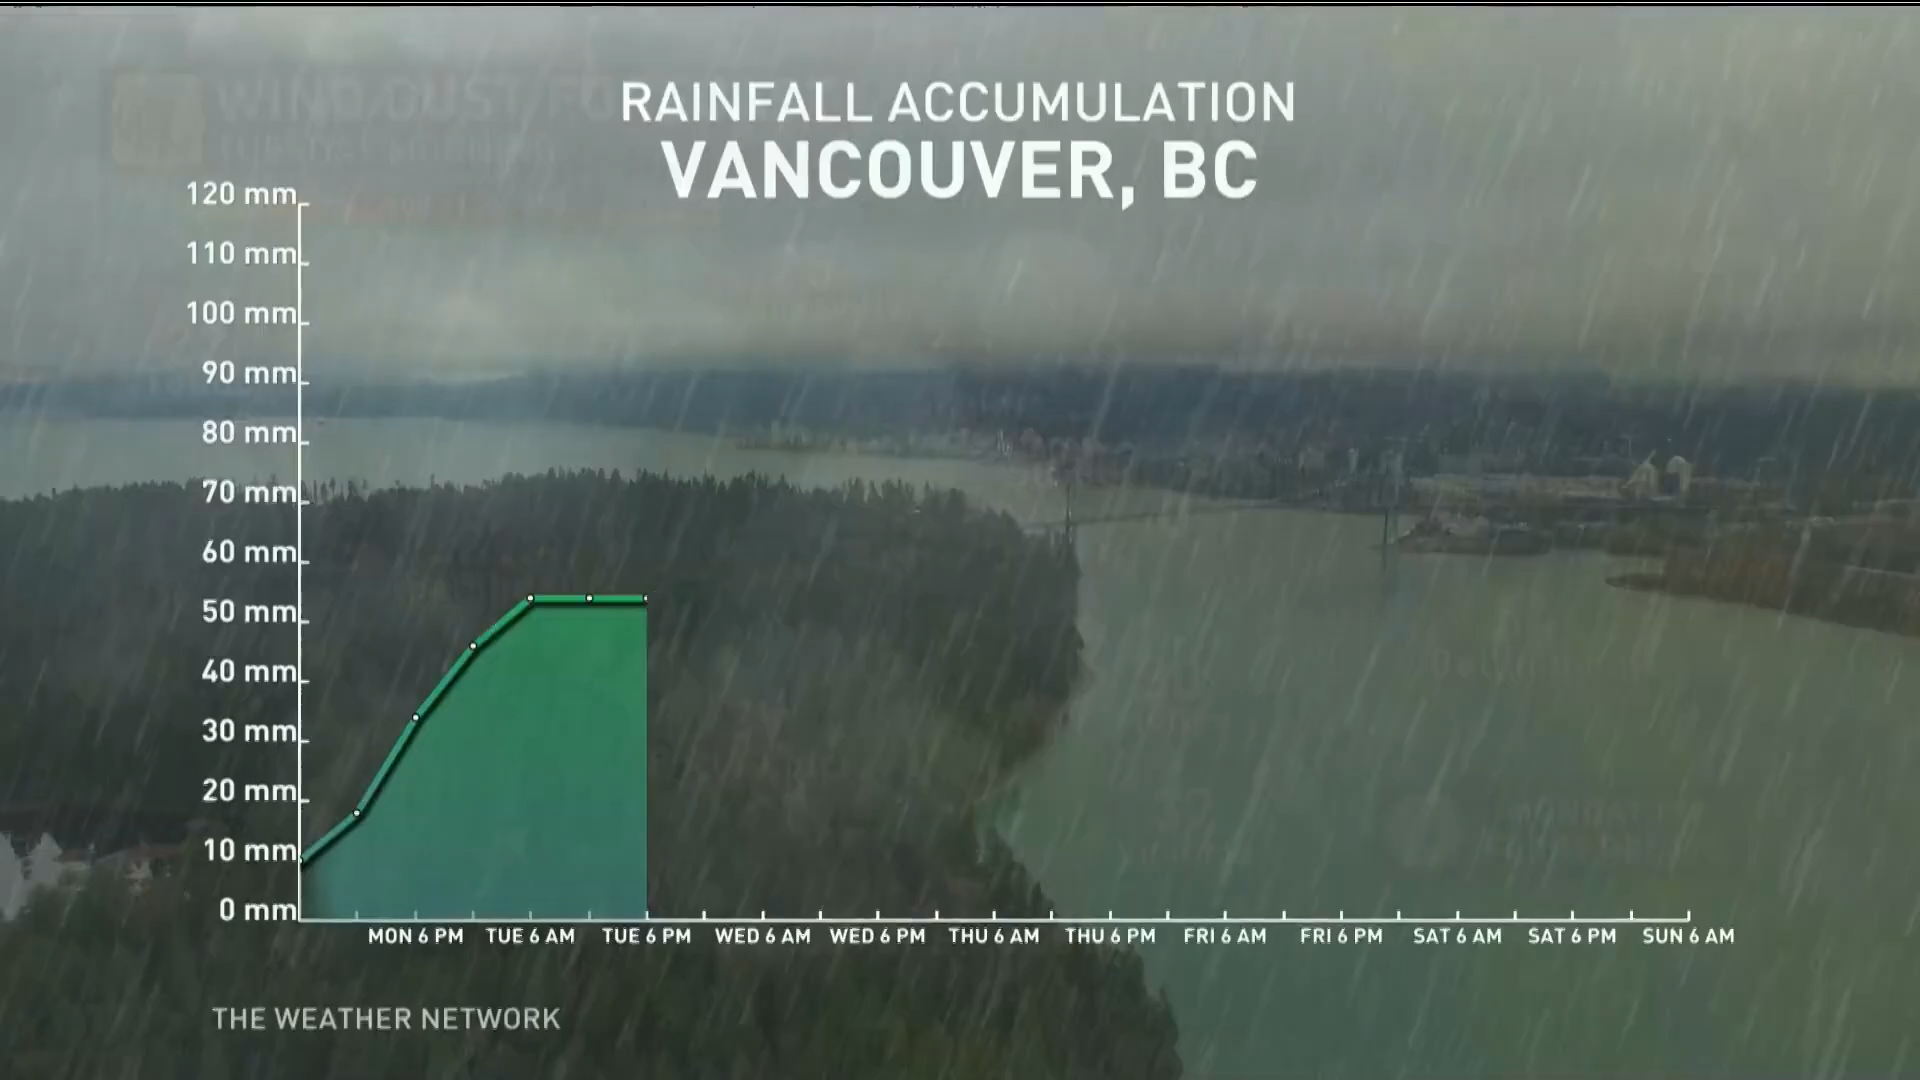 RAINFALL ACCUMULATION
VANCOUVER, BC
120 mm
110 mm
100 mm
90 mm
80 mm
70 mm
60 mm
50 mm
40 mm
30 mm
20 mm
10 mm
0 mm
MON 6 PM TUE 6 AM TUE 6 PM WED 6 AM WED 6 PM THU 6 AM THU 6 PM FRI 6 AM FRI 6 PM SAT 6 AM SAT 6 PM SUN 6 AM
THE WEATHER NETWORK